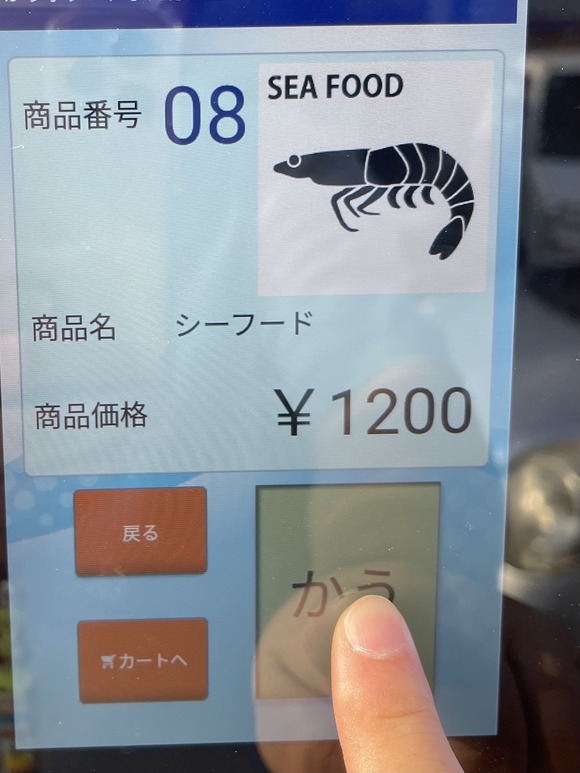 商品番号 08
SEA FOOD
商品名 シーフード
商品価格 ¥1200
戻る
かう
カートへ